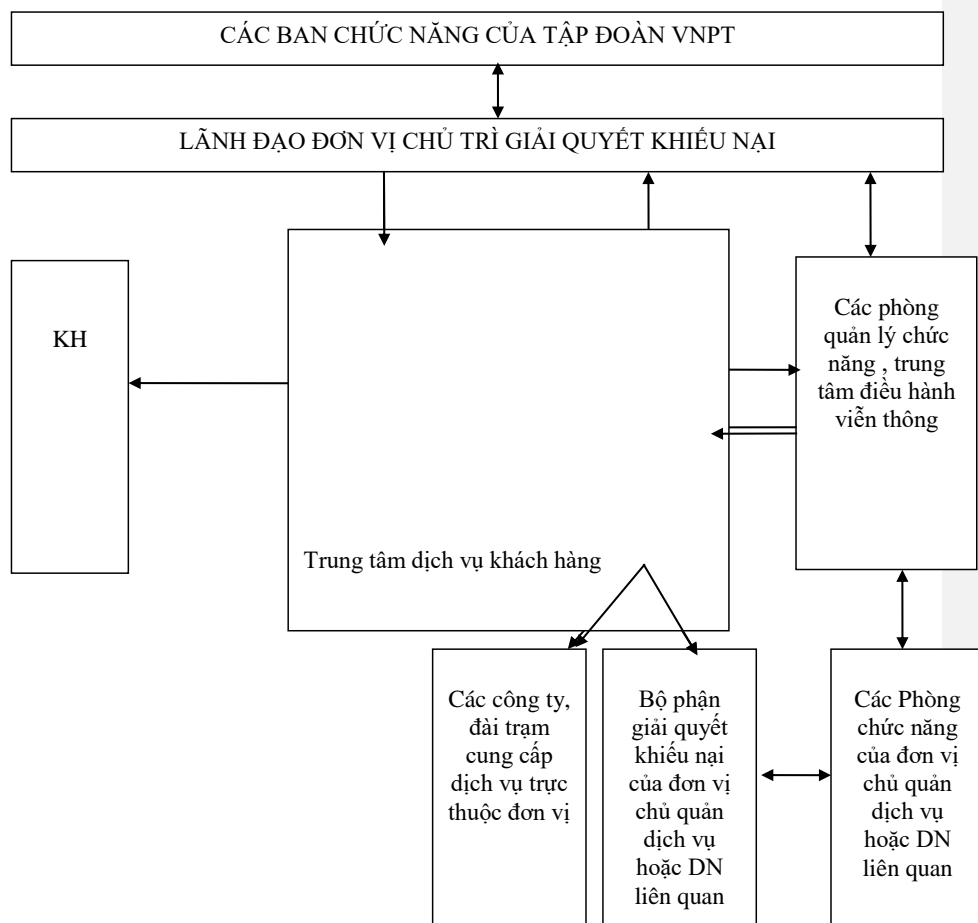 CÁC BAN CHỨC NĂNG CỦA TẬP ĐOÀN VNPT
LÃNH ĐẠO ĐƠN VỊ CHỦ TRÌ GIẢI QUYẾT KHIẾU NẠI
KH
Các phòng
quản lý chức
năng , trung
tâm điều hành
viễn thông
Trung tâm dịch vụ khách hàng
Các công ty,
đài trạm
cung cấp
dịch vụ trực
thuộc đơn vị
Bộ phận
giải quyết
khiếu nại
của đơn vị
chủ quản
dịch vụ
hoặc DN
liên quan
Các Phòng
chức năng
của đơn vị
chủ quản
dịch vụ
hoặc DN
liên quan